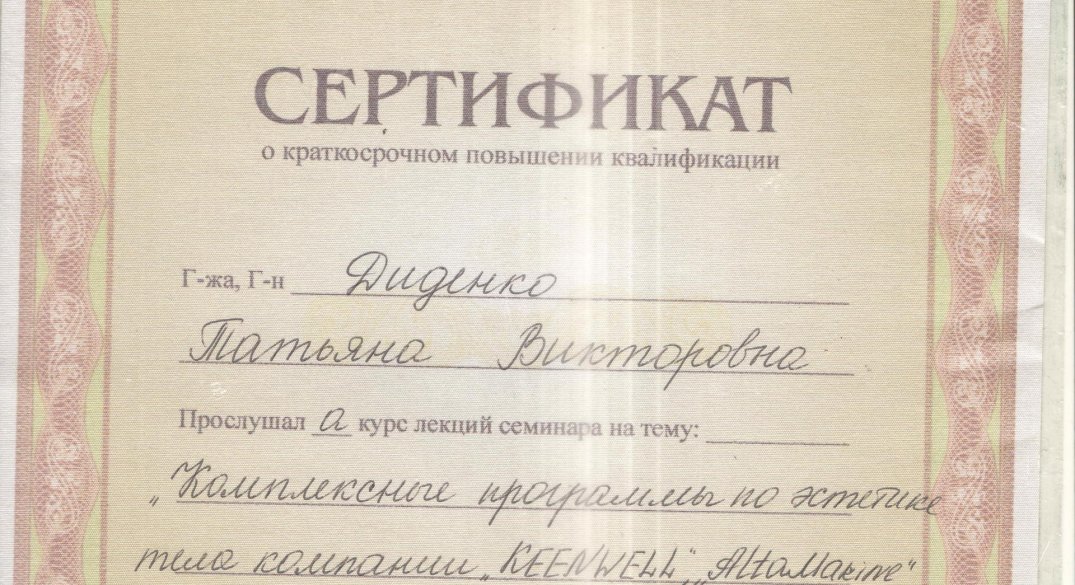 СЕРТИФИКАТ
о краткосрочном повышении квалификации
Г-жа, Г-н Диденко
Татьяна Викторовна
Прослушал а курс лекций семинара на тему:
„Комплексные программы по эстетике
тела компании „KEENWELL" „AltaMarine"